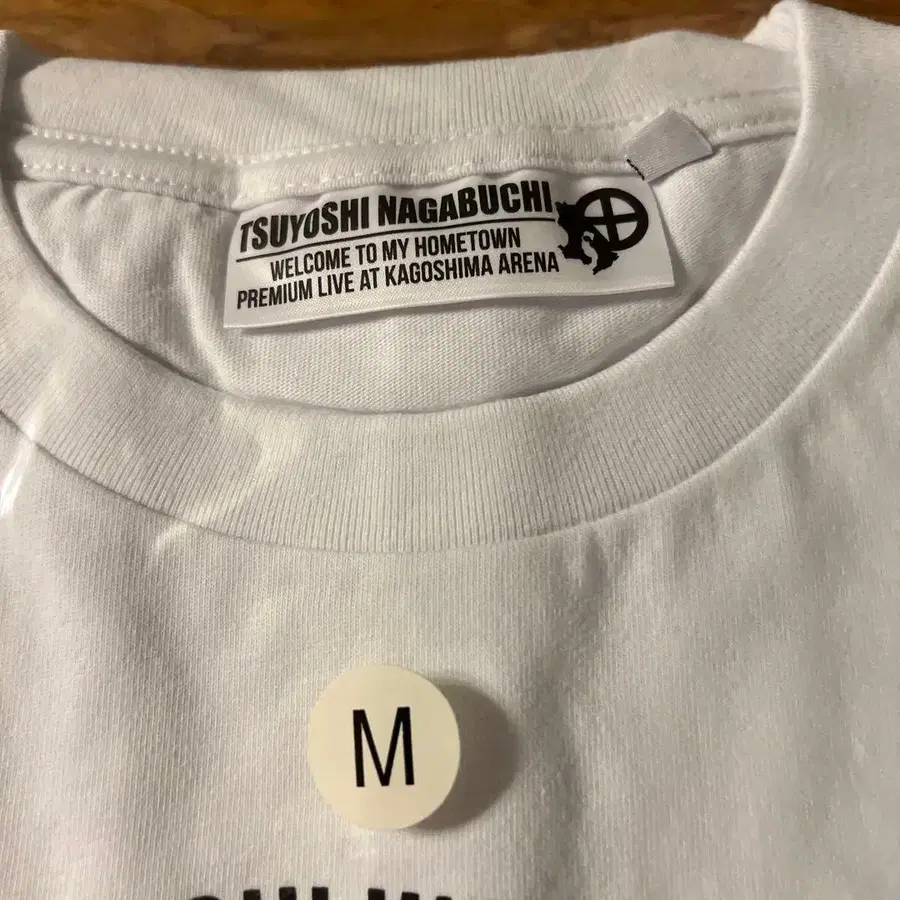 TSUYOSHI NAGABUCHI
WELCOME TO MY HOMETOWN
PREMIUM LIVE AT KAGOSHIMA ARENA
M